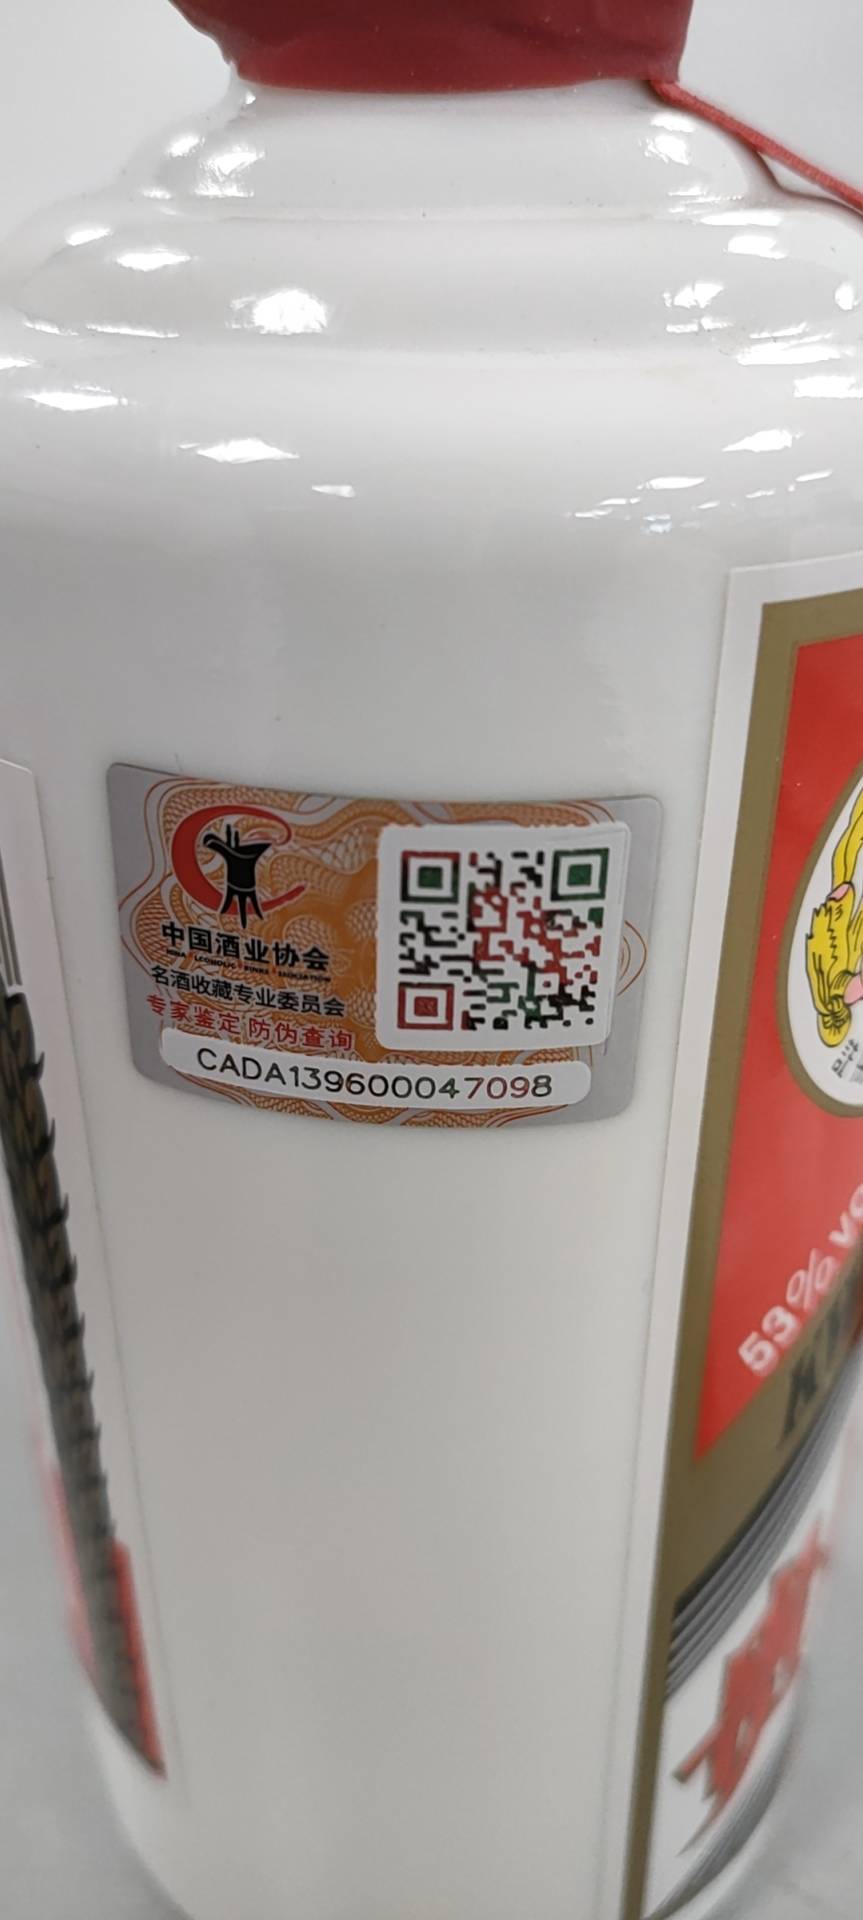 中国酒业协会
名酒收藏专业委员会
专家鉴定 防伪查询
CADA139600047098
53% vo